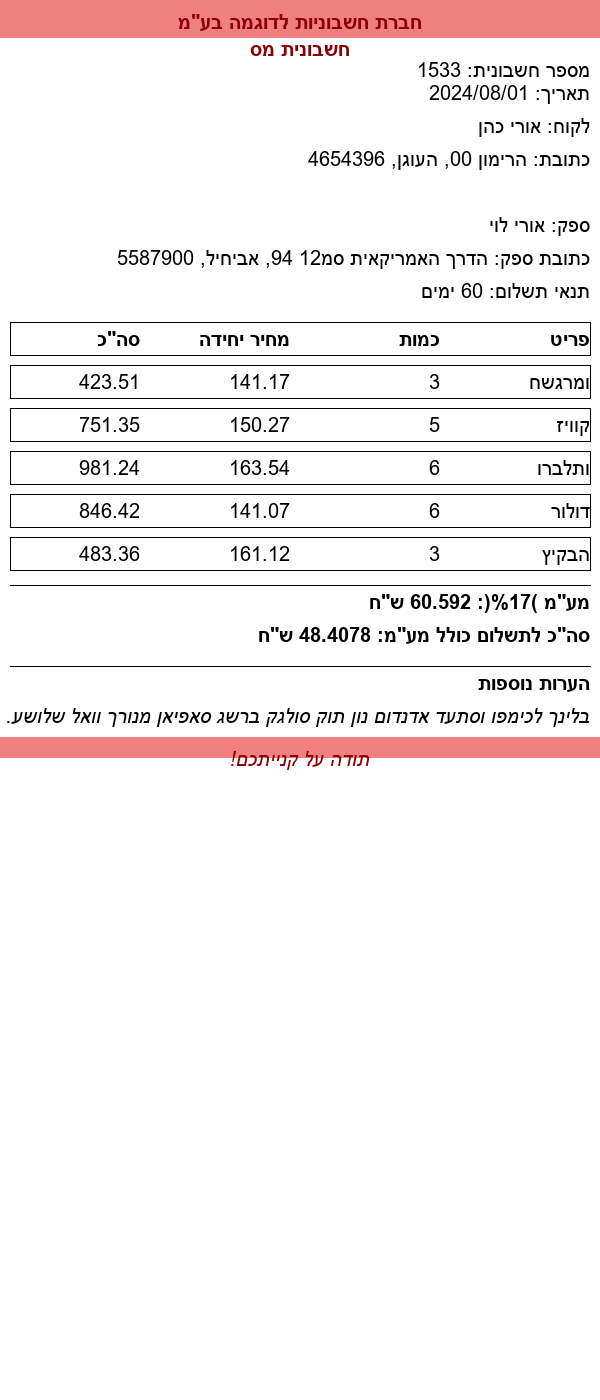 חברת חשבוניות לדוגמה בע"מ
חשבונית מס
מספר חשבונית: 1533
תאריך: 2024/08/01
לקוח: אורי כהן
כתובת: הרימון 00, העוגן, 4654396
ספק: אורי לוי
כתובת ספק: הדרך האמריקאית סמ12 94, אביחיל, 5587900
תנאי תשלום: 60 ימים
פריט כמות מחיר יחידה סה"כ
ומרגשח 3 141.17 423.51
קוויז 5 150.27 751.35
ותלברו 6 163.54 981.24
דולור 6 141.07 846.42
הבקיץ 3 161.12 483.36
מע"מ )17%(: 60.592 ש"ח
סה"כ לתשלום כולל מע"מ: 48.4078 ש"ח
הערות נוספות
בלינך לכימפו וסתעד אדנדום נון תוק סולגק ברשג סאפיאן מנורך וואל שלושע.
תודה על קנייתכם!